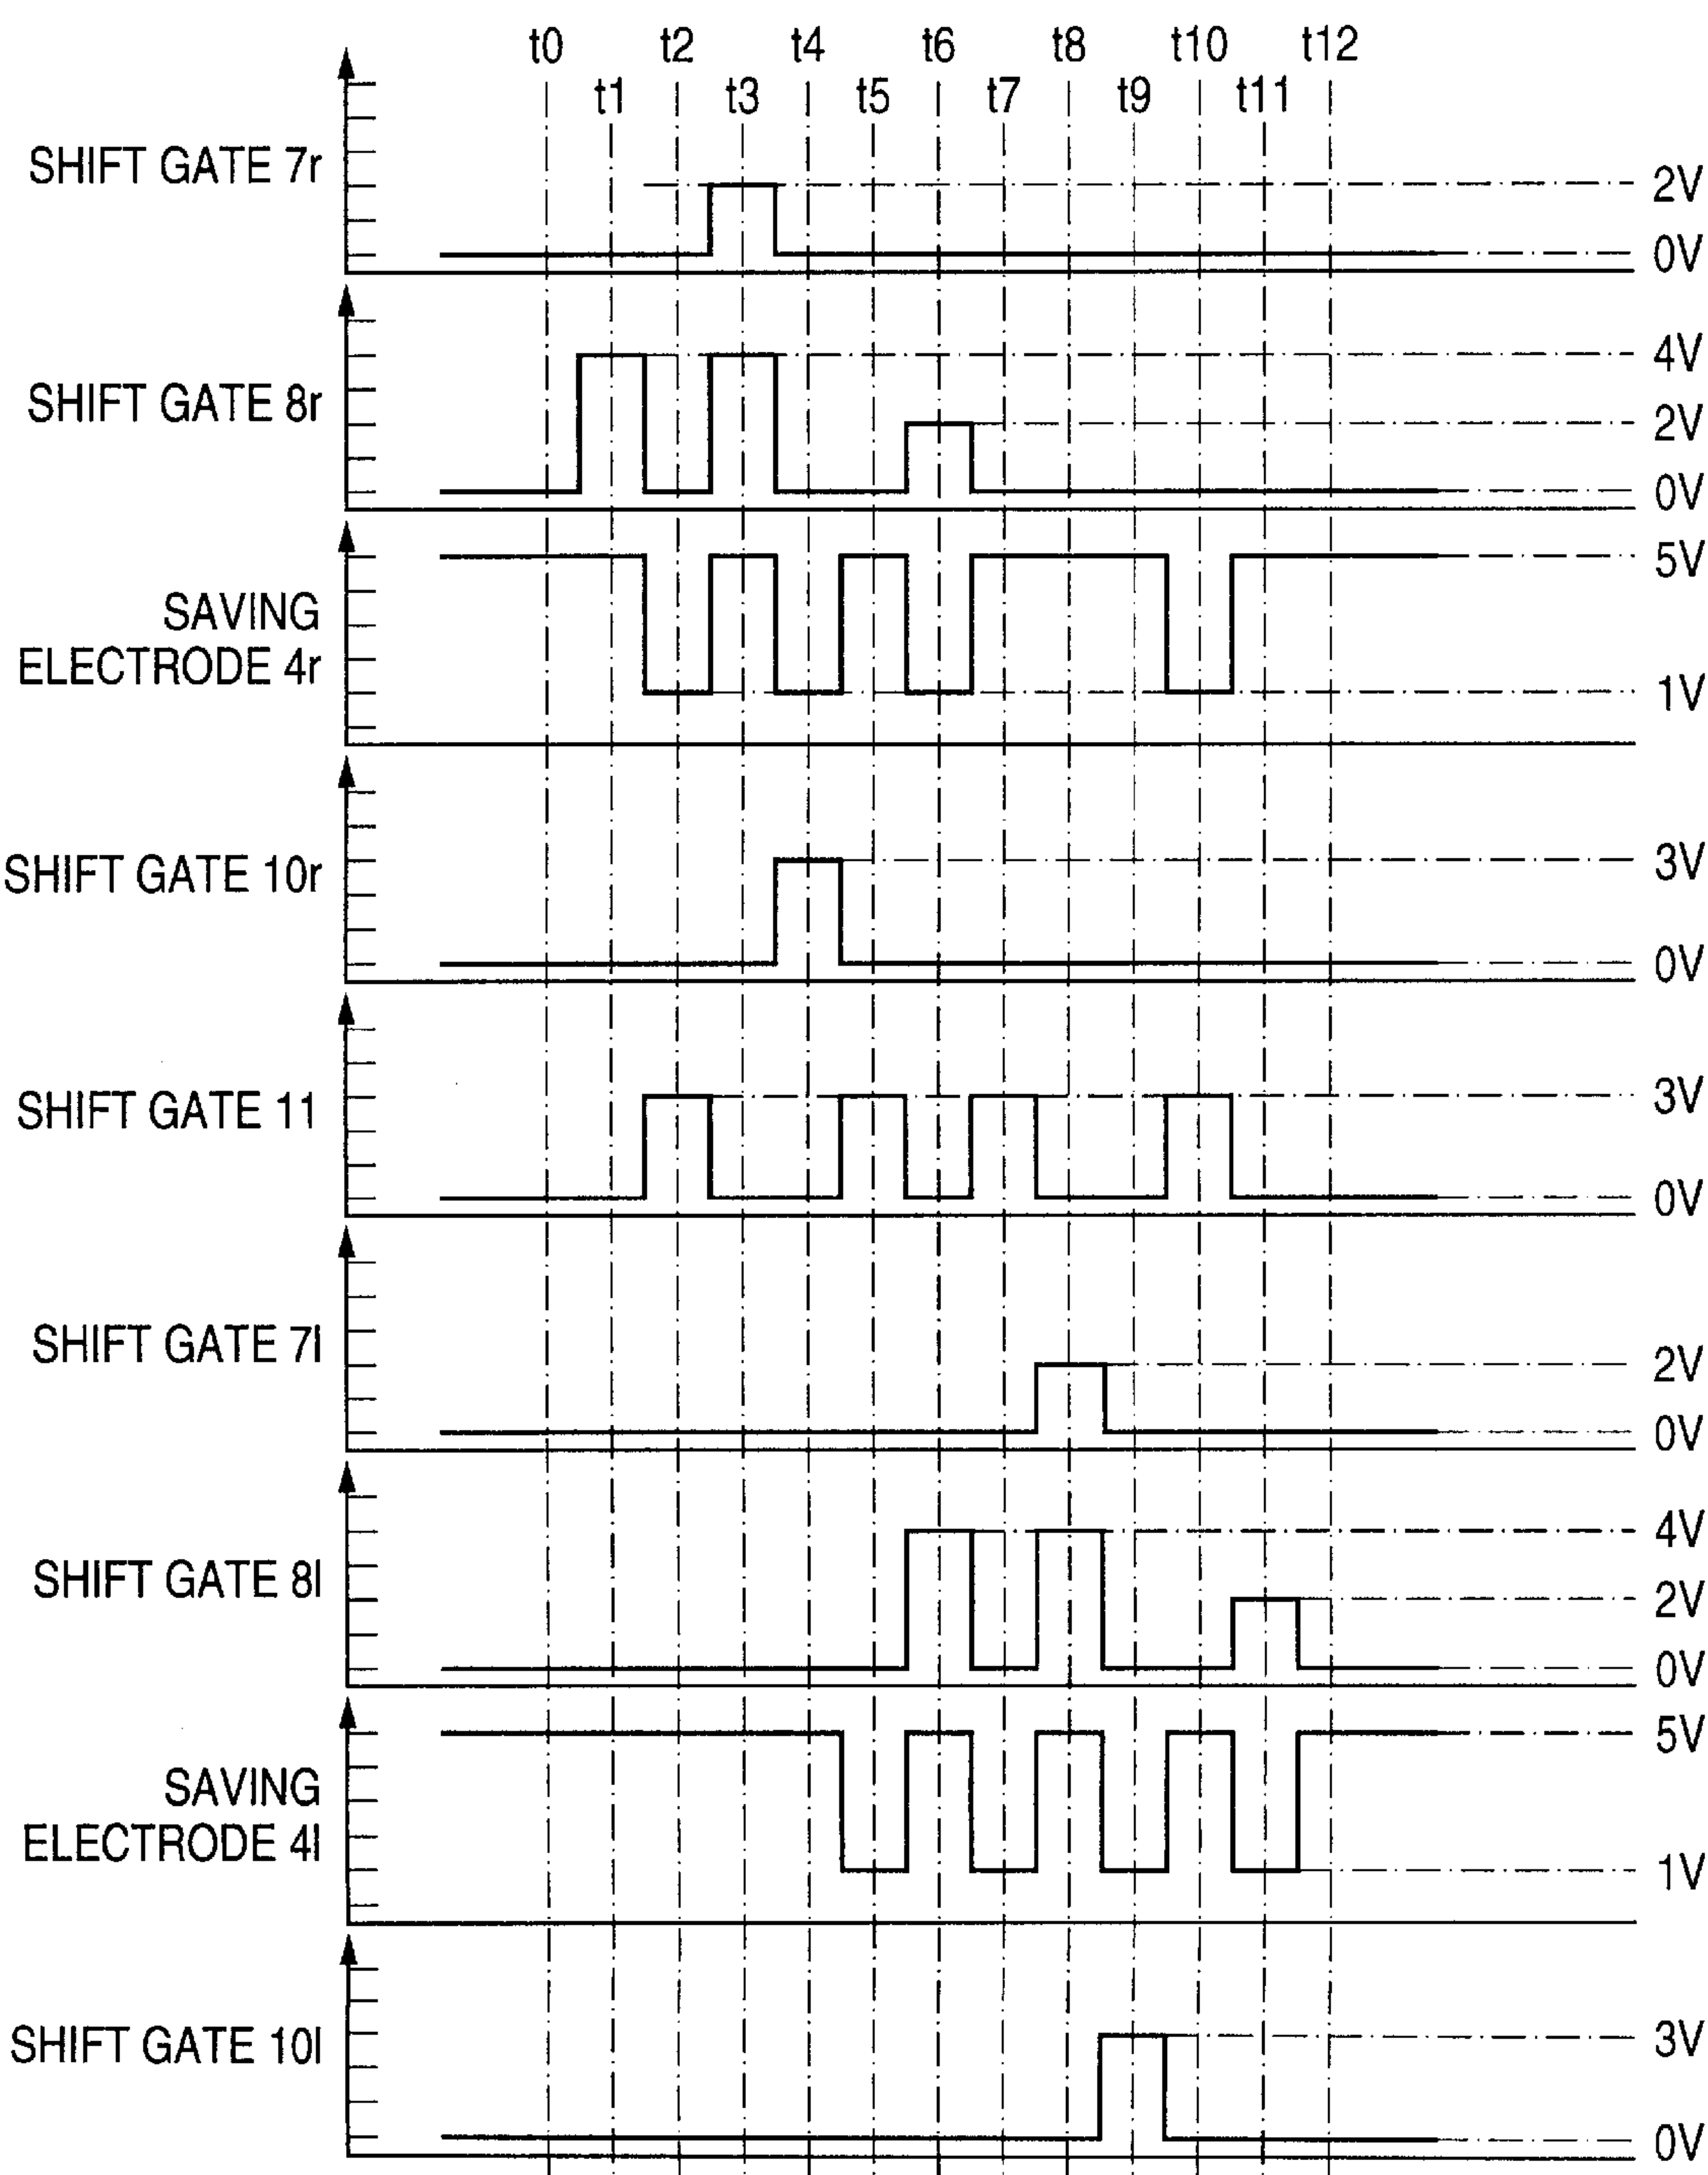 t0 t2 t4 t6 t8 t10 t12
t1 t3 t5 t7 t9 t11
SHIFT GATE 7r
2V
0V
SHIFT GATE 8r
4V
2V
0V
SAVING
ELECTRODE 4r
5V
1V
SHIFT GATE 10r
3V
0V
SHIFT GATE 11
3V
0V
SHIFT GATE 7l
2V
0V
SHIFT GATE 8l
4V
2V
0V
SAVING
ELECTRODE 4l
5V
1V
SHIFT GATE 10l
3V
0V